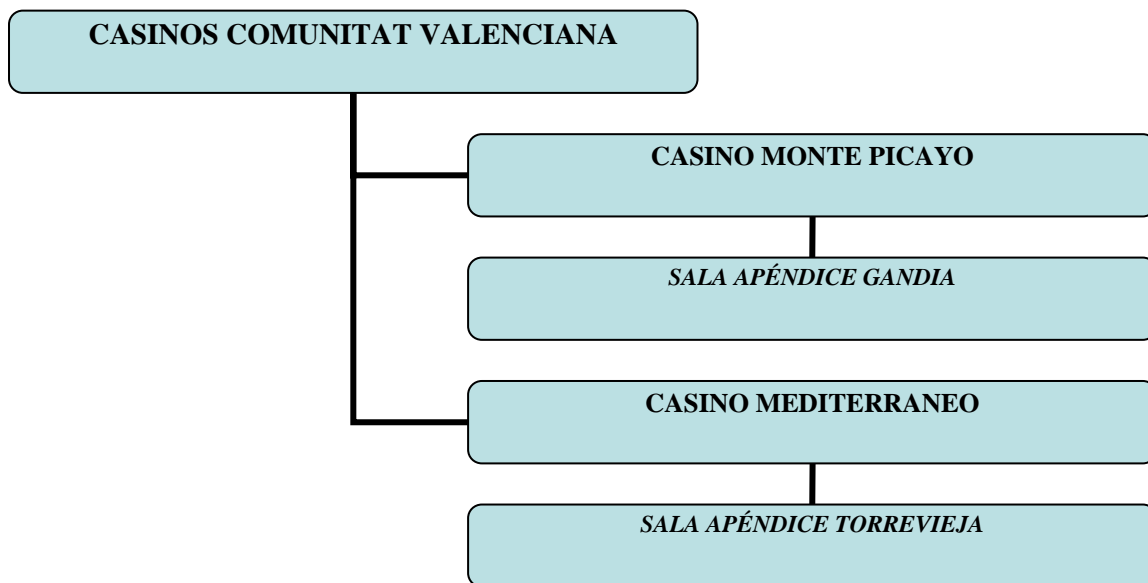 CASINOS COMUNITAT VALENCIANA
CASINO MONTE PICAYO
SALA APÉNDICE GANDIA
CASINO MEDITERRANEO
SALA APÉNDICE TORREVIEJA